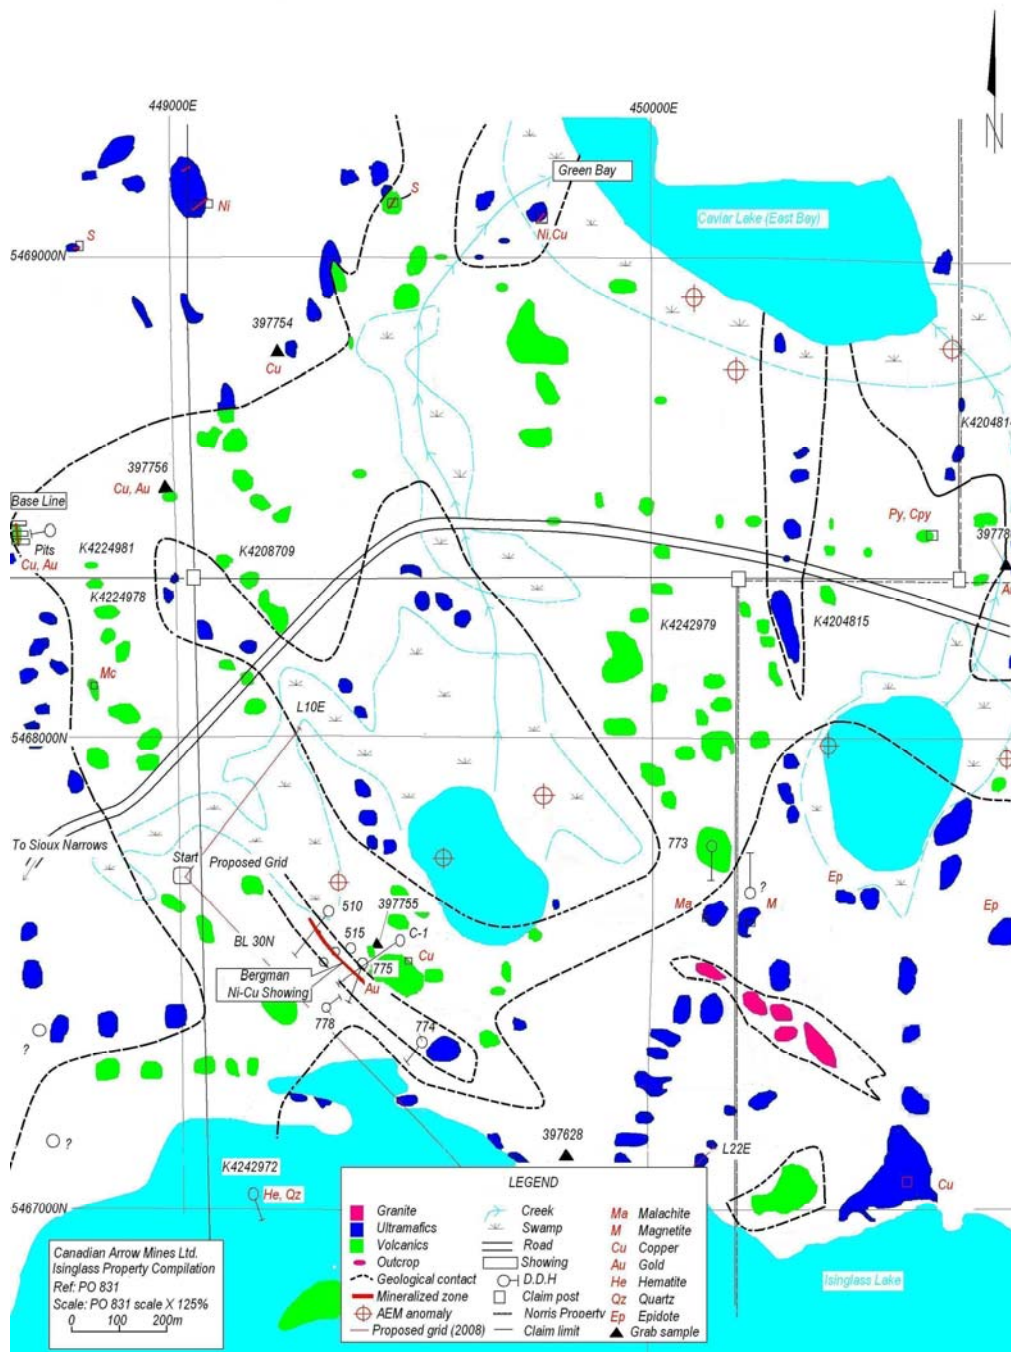 449000E
450000E
N
Green Bay
S
Ni
Ni,Cu
Caviar Lake (East Bay)
S
5469000N
397754
Cu
K420481
397756
Cu, Au
Base Line
Py, Cpy
39778
Pits
Cu, Au
K4224981
K4208709
Au
K4224978
K4242979
K4204815
Mc
L10E
5468000N
To Sioux Narrows
Start
Proposed Grid
773
?
Ep
Ma
M
Ep
510
397755
515
C-1
BL 30N
Cu
Bergman
Ni-Cu Showing
775
Au
778
774
?
?
397628
L22E
K4242972
He, Qz
Cu
5467000N
Isinglass Lake
LEGEND
Granite
Ultramafics
Volcanics
Outcrop
Geological contact
Mineralized zone
AEM anomaly
Proposed grid (2008)
Creek
Swamp
Road
Showing
D.D.H
Claim post
Norris Property
Claim limit
Ma Malachite
M Magnetite
Cu Copper
Au Gold
He Hematite
Qz Quartz
Ep Epidote
Grab sample
Canadian Arrow Mines Ltd.
Isinglass Property Compilation
Ref: PO 831
Scale: PO 831 scale X 125%
0 100 200m